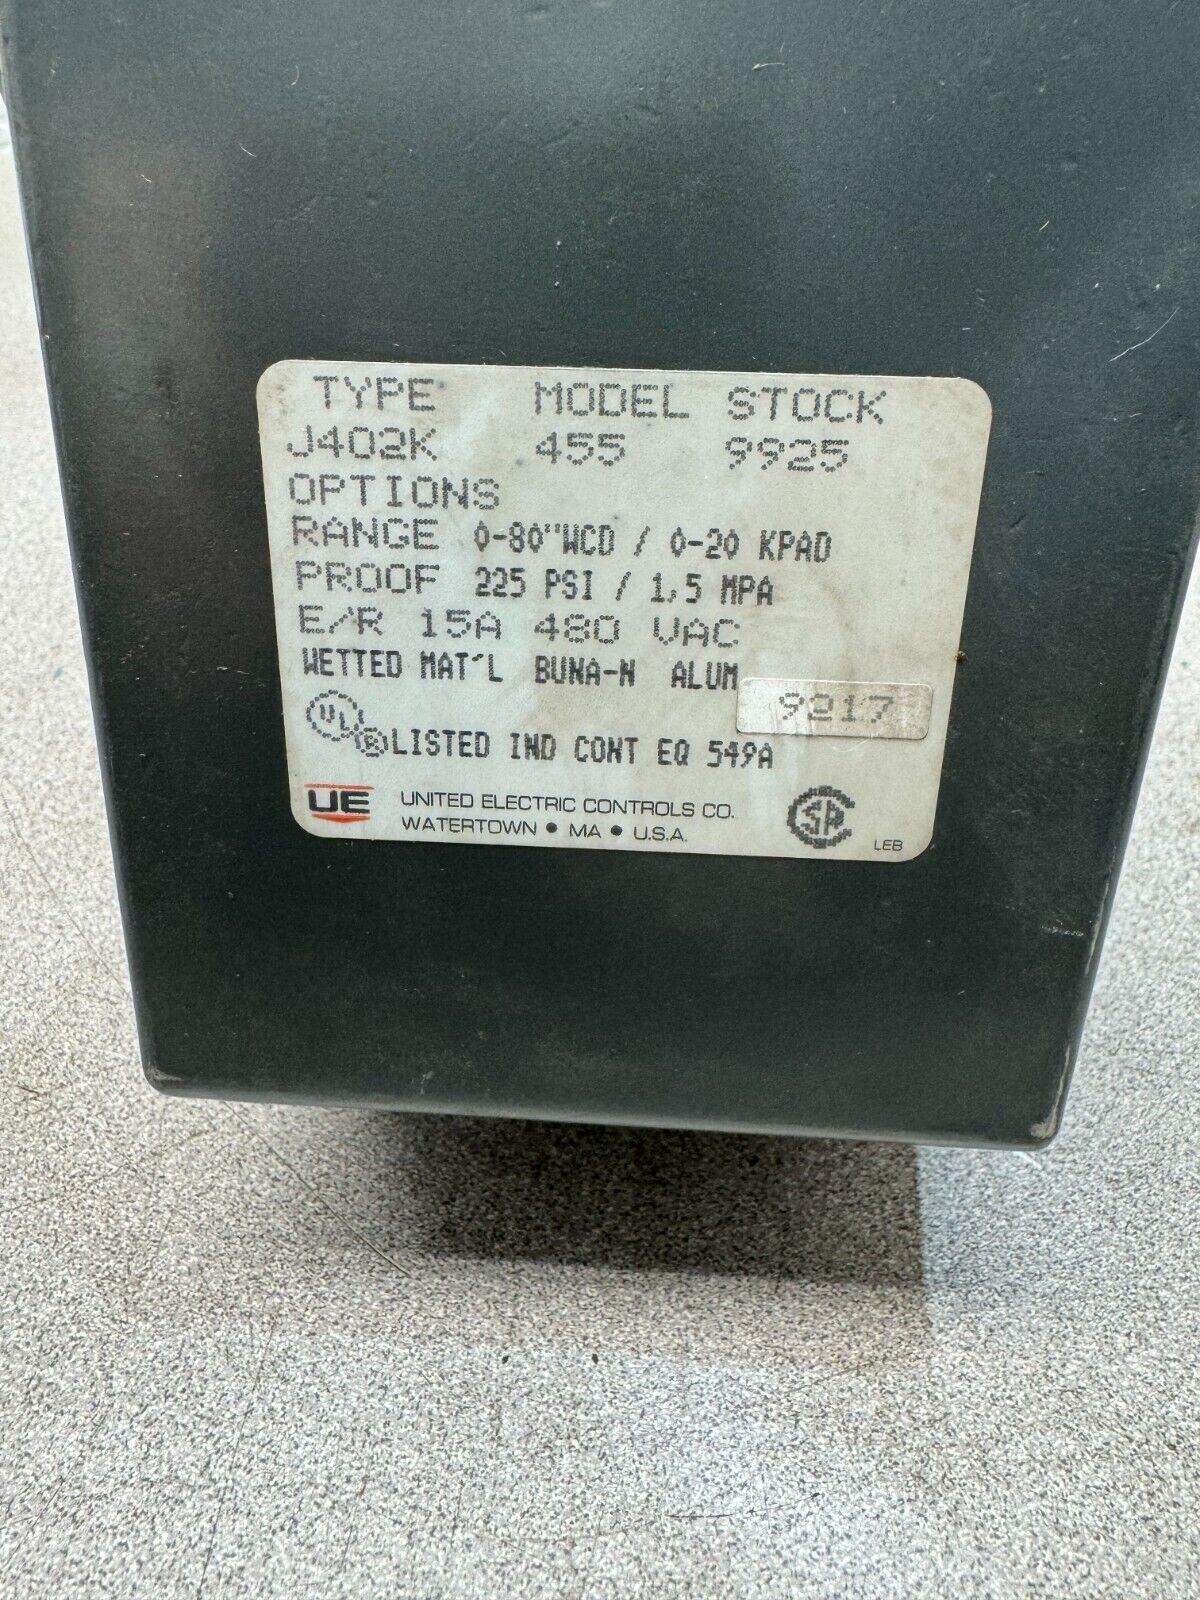 TYPE MODEL STOCK
J402K 455 9925
OPTIONS
RANGE 0-80"WCD / 0-20 KPAD
PROOF 225 PSI / 1,5 MPA
E/R 15A 480 VAC
WETTED MAT'L BUNA-N ALUM
9217
UL ® LISTED IND CONT EQ 549A
UE UNITED ELECTRIC CONTROLS CO.
WATERTOWN • MA • U.S.A.
SA
LEB